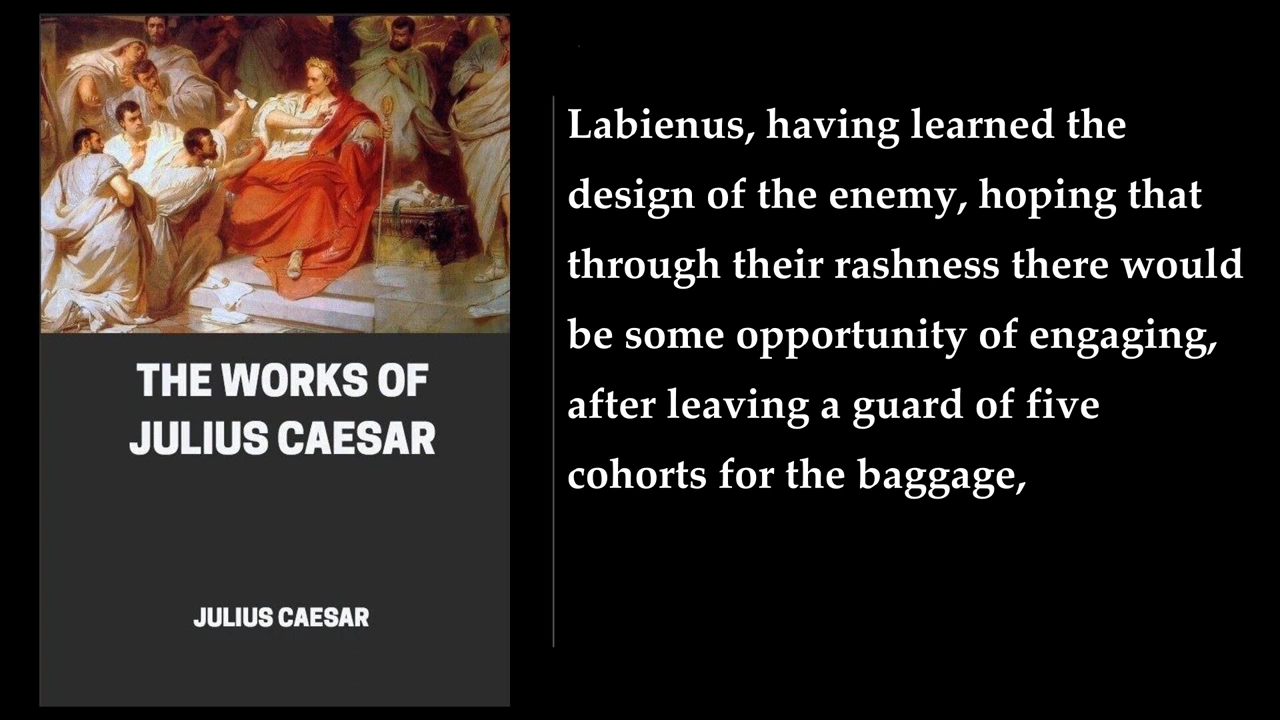 THE WORKS OF
JULIUS CAESAR
JULIUS CAESAR
Labienus, having learned the
design of the enemy, hoping that
through their rashness there would
be some opportunity of engaging,
after leaving a guard of five
cohorts for the baggage,